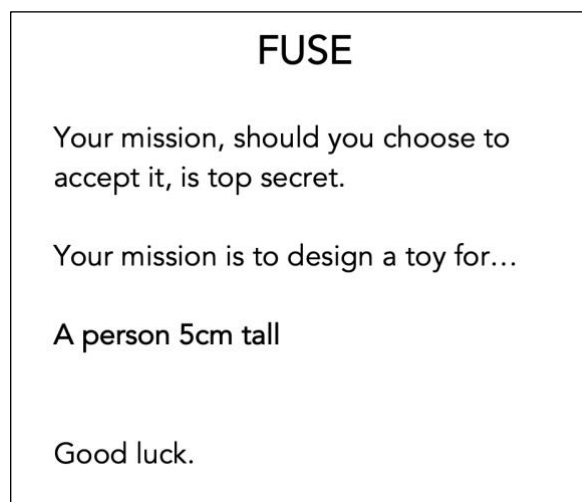 FUSE
Your mission, should you choose to
accept it, is top secret.
Your mission is to design a toy for…
A person 5cm tall
Good luck.